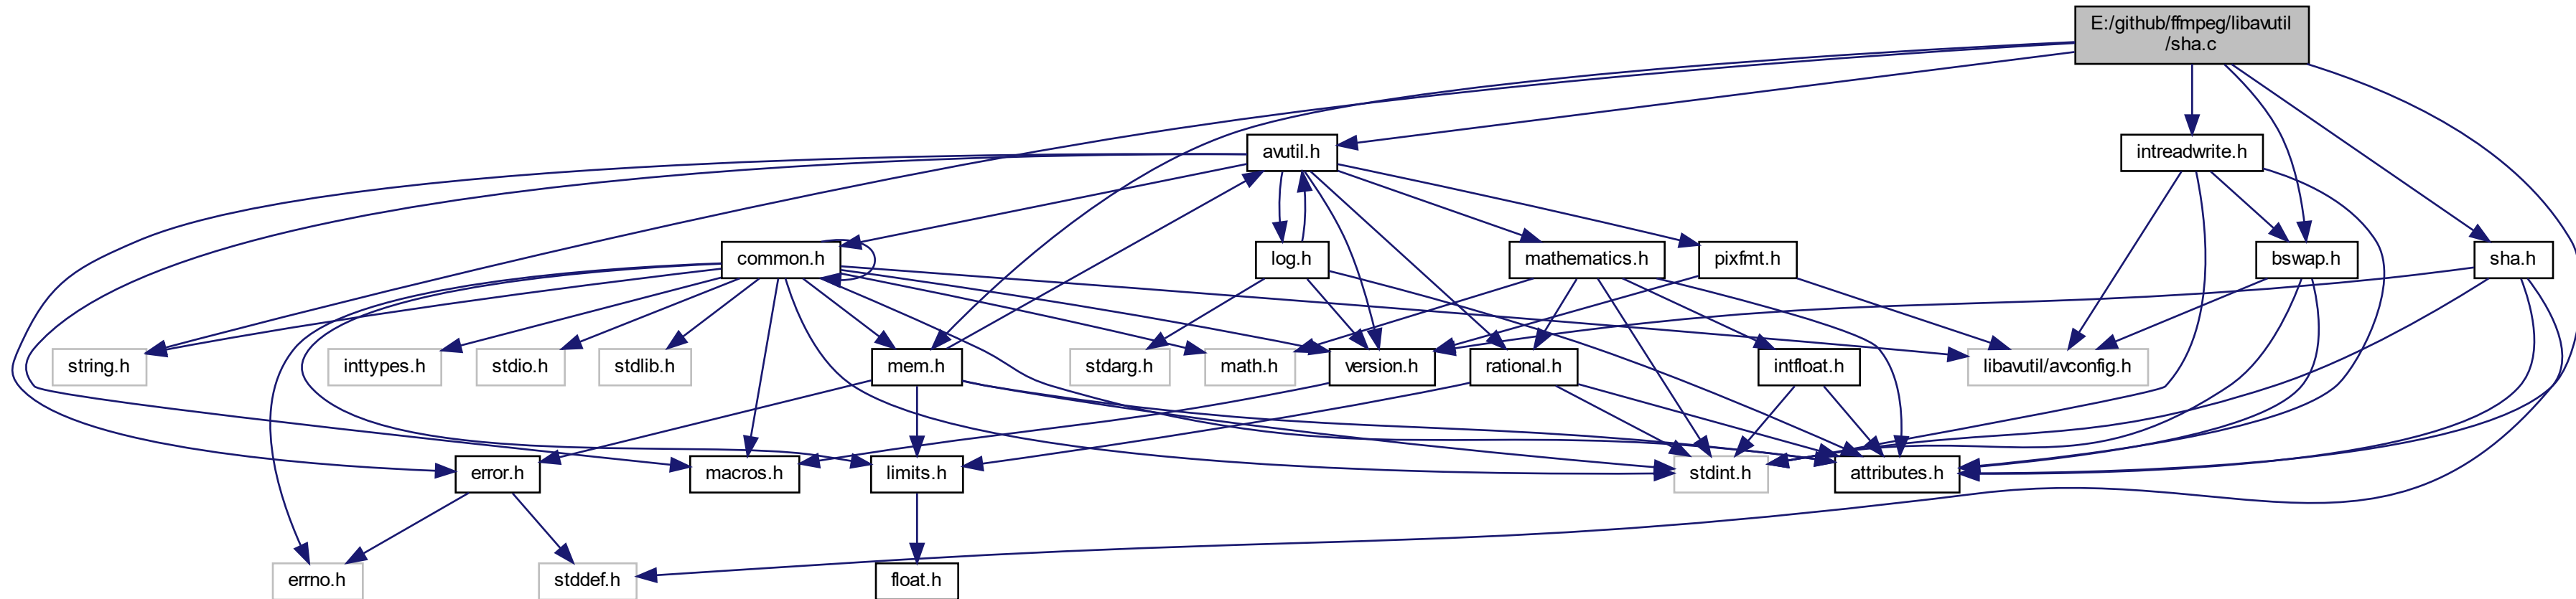 E:/github/ffmpeg/libavutil
/sha.c
avutil.h
intreadwrite.h
common.h
log.h
mathematics.h
pixfmt.h
bswap.h
sha.h
string.h
inttypes.h
stdio.h
stdlib.h
mem.h
stdarg.h
math.h
version.h
rational.h
intfloat.h
libavutil/avconfig.h
error.h
macros.h
limits.h
stdint.h
attributes.h
errno.h
stddef.h
float.h